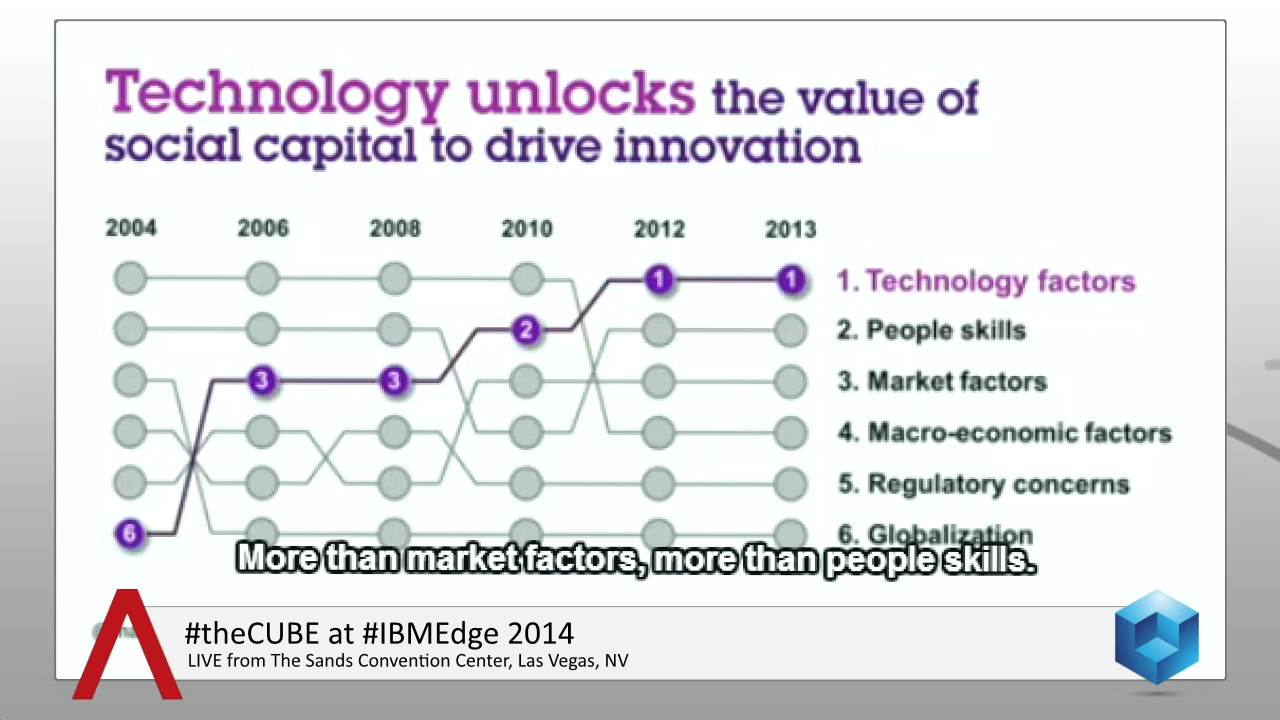 Technology unlocks the value of
social capital to drive innovation
2004 2006 2008 2010 2012 2013
1 1 1. Technology factors
2 2. People skills
3 3 3. Market factors
4. Macro-economic factors
5. Regulatory concerns
6 6. Globalization
More than market factors, more than people skills.
#theCUBE at #IBMEdge 2014
LIVE from The Sands Convention Center, Las Vegas, NV